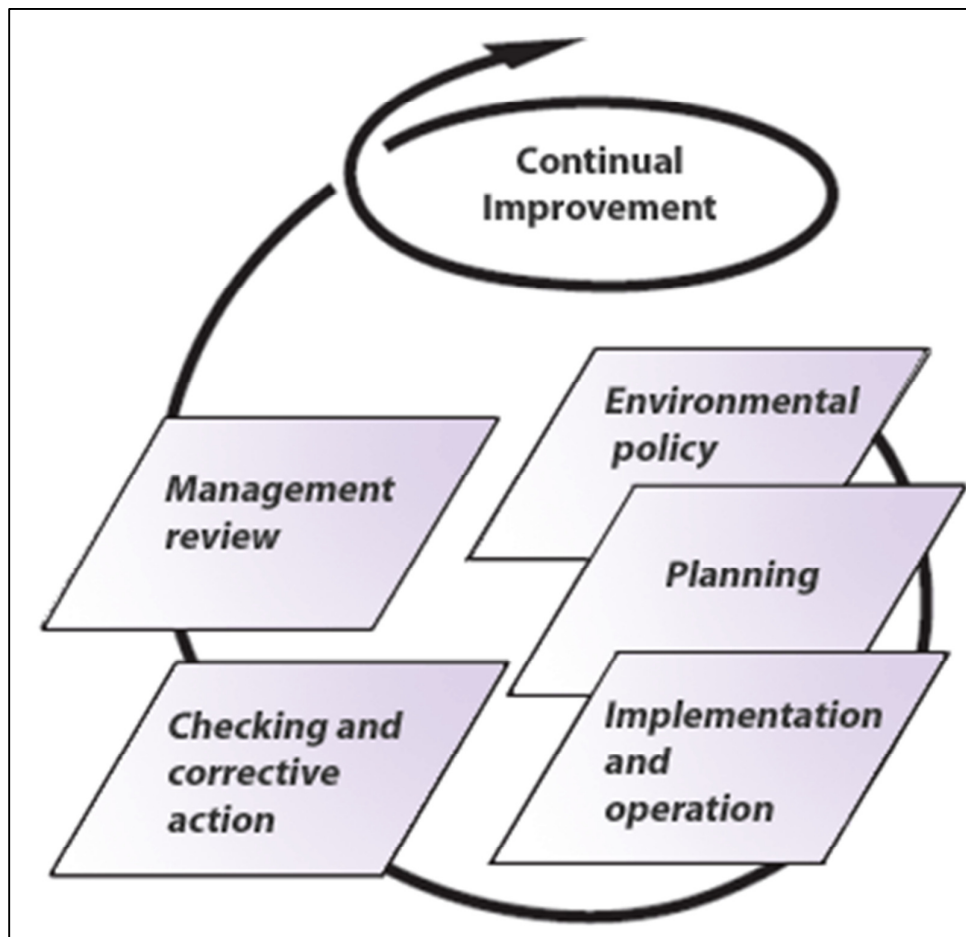 Continual
Improvement
Environmental
policy
Management
review
Planning
Implementation
and
operation
Checking and
corrective
action